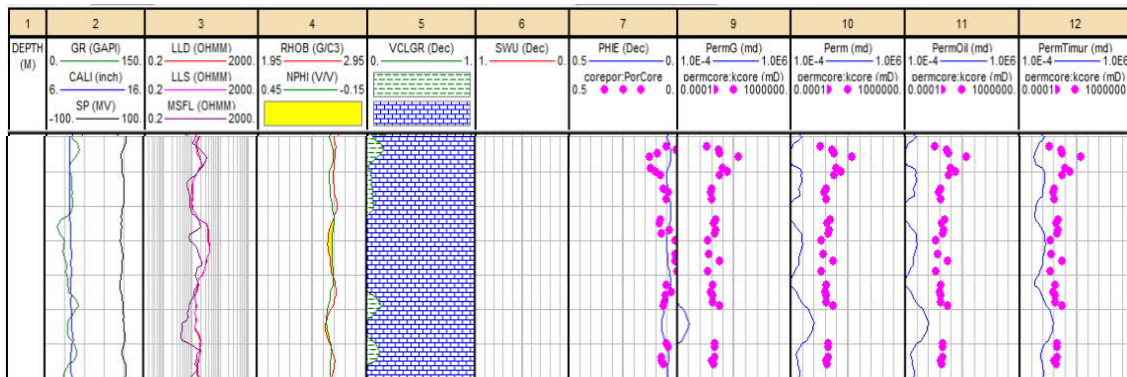 1 2 3 4 5 6 7 9 10 11 12
DEPTH (M)
GR (GAPI)
0. 150.
CALI (inch)
6. 16.
SP (MV)
-100. 100.
LLD (OHMM)
0.2 2000.
LLS (OHMM)
0.2 2000.
MSFL (OHMM)
0.2 2000.
RHOB (G/C3)
1.95 2.95
NPHI (V/V)
0.45 -0.15
VCLGR (Dec)
0. 1.
SWU (Dec)
1. 0.
PHIE (Dec)
0.5 0.
corepor:PorCore
0.5 0.
PermG (md)
1.0E-4 1.0E6
permcore:kcore (mD)
0.0001 1000000.
Perm (md)
1.0E-4 1.0E6
permcore:kcore (mD)
0.0001 1000000.
PermOil (md)
1.0E-4 1.0E6
permcore:kcore (mD)
0.0001 1000000.
PermTimur (md)
1.0E-4 1.0E6
permcore:kcore (mD)
0.0001 1000000.